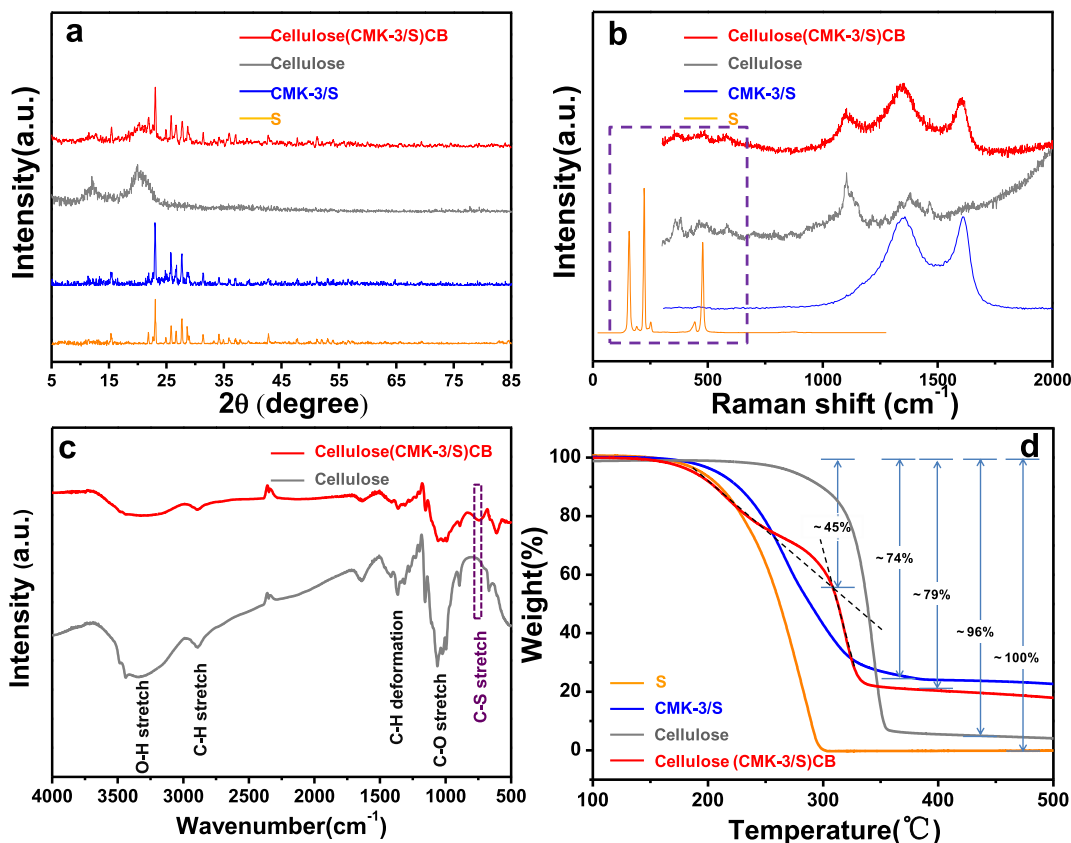 a
Cellulose(CMK-3/S)CB
Cellulose
CMK-3/S
S
Intensity(a.u.)
5 15 25 35 45 55 65 75 85
2θ (degree)
b
Cellulose(CMK-3/S)CB
Cellulose
CMK-3/S
S
Intensity(a.u.)
0 500 1000 1500 2000
Raman shift (cm⁻¹)
c
Cellulose(CMK-3/S)CB
Cellulose
Intensity (a.u.)
O-H stretch
C-H stretch
C-H deformation
C-O stretch
C-S stretch
4000 3500 3000 2500 2000 1500 1000 500
Wavenumber(cm⁻¹)
d
100
80
60
40
20
0
Weight(%)
~45%
~74%
~79%
~96%
~100%
S
CMK-3/S
Cellulose
Cellulose (CMK-3/S)CB
100 200 300 400 500
Temperature(℃)